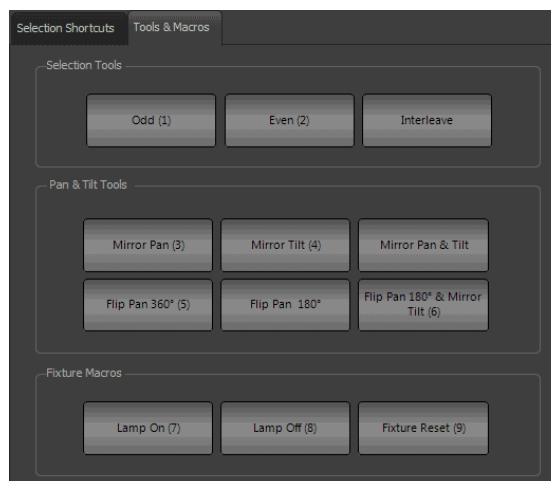 Selection Shortcuts Tools & Macros
Selection Tools
Odd (1) Even (2) Interleave
Pan & Tilt Tools
Mirror Pan (3) Mirror Tilt (4) Mirror Pan & Tilt
Flip Pan 360° (5) Flip Pan 180° Flip Pan 180° & Mirror
Tilt (6)
Fixture Macros
Lamp On (7) Lamp Off (8) Fixture Reset (9)